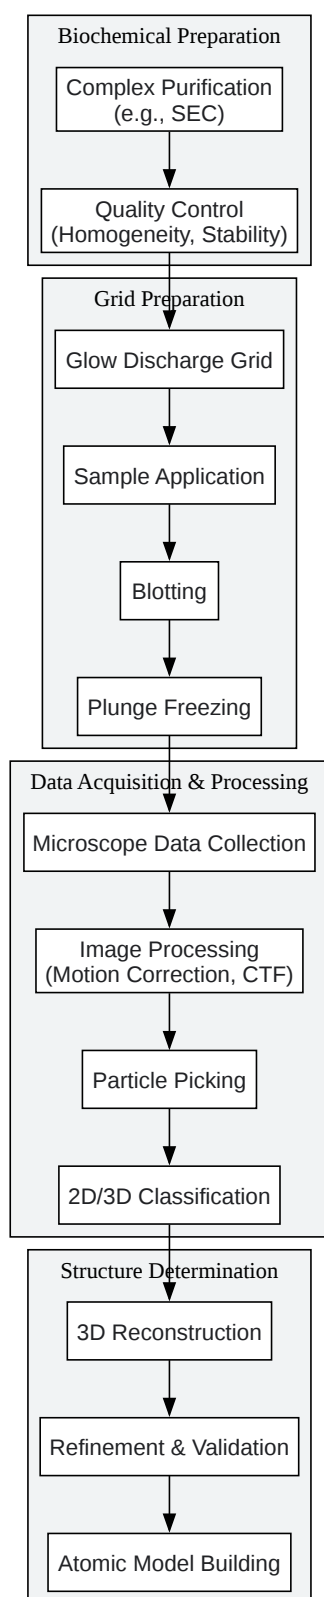 Biochemical Preparation
Complex Purification
(e.g., SEC)
Quality Control
(Homogeneity, Stability)
Grid Preparation
Glow Discharge Grid
Sample Application
Blotting
Plunge Freezing
Data Acquisition & Processing
Microscope Data Collection
Image Processing
(Motion Correction, CTF)
Particle Picking
2D/3D Classification
Structure Determination
3D Reconstruction
Refinement & Validation
Atomic Model Building